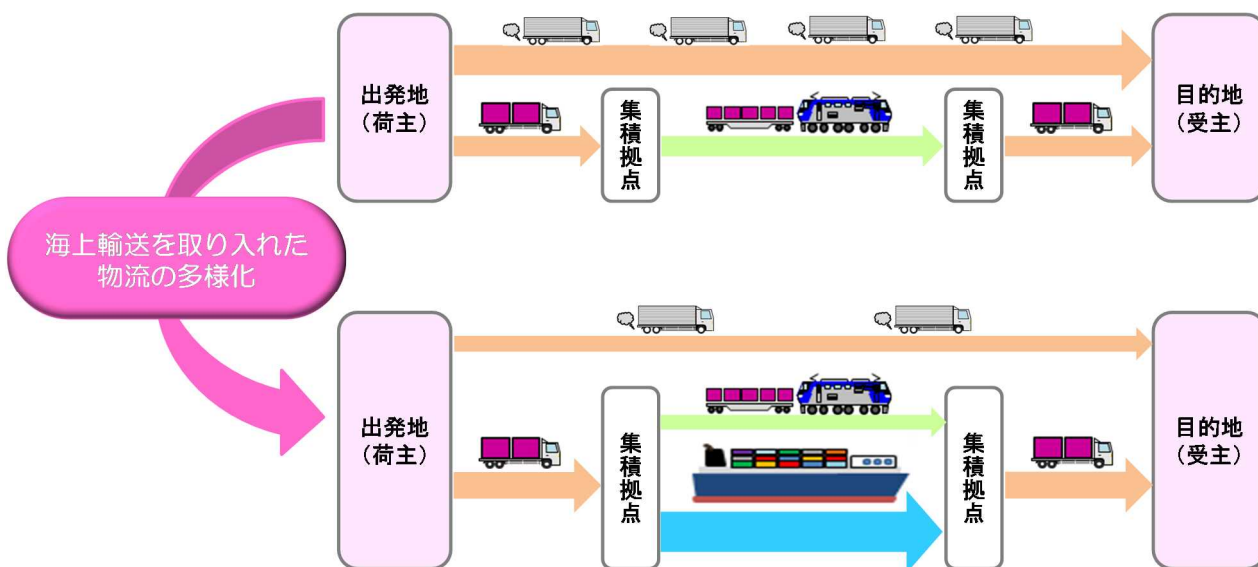 出発地
（荷主）
集積拠点
集積拠点
目的地
（受主）
海上輸送を取り入れた
物流の多様化
出発地
（荷主）
集積拠点
集積拠点
目的地
（受主）